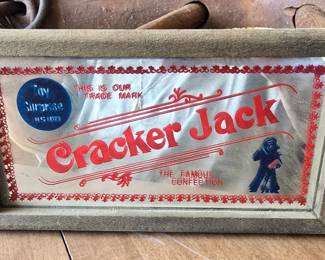 Toy
Surprise
INSIDE
THIS IS OUR
TRADE MARK
Cracker Jack
THE FAMOUS
CONFECTION